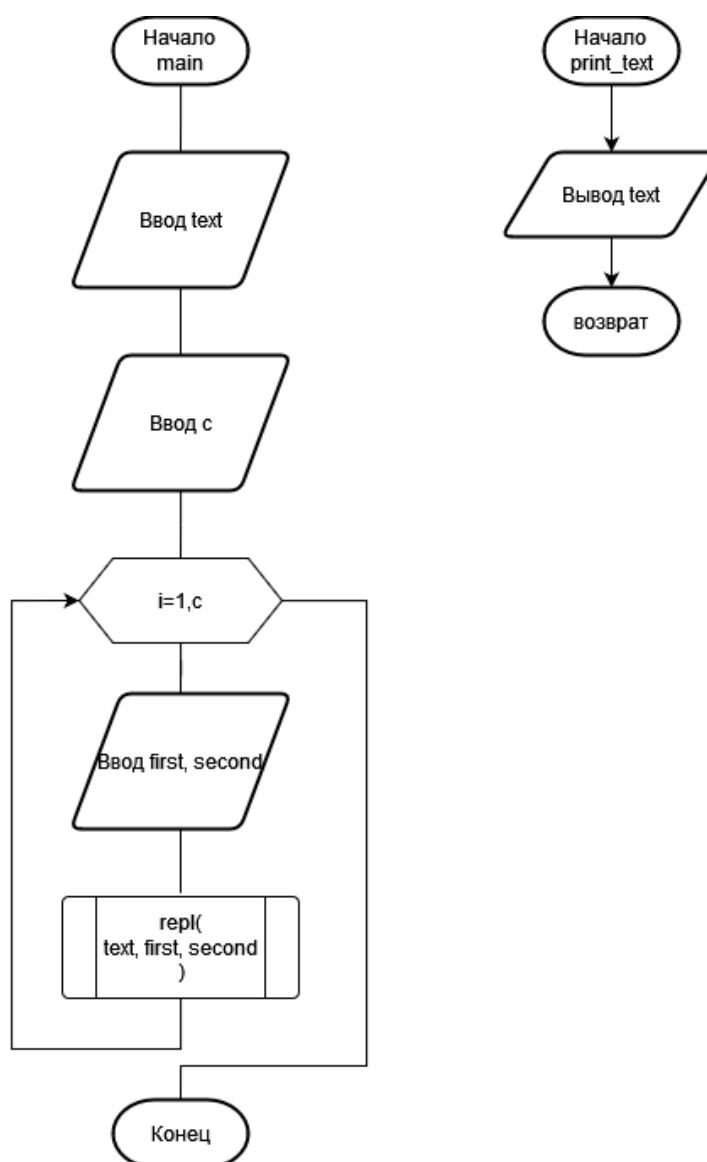 Начало
main
Ввод text
Ввод c
i=1,c
Ввод first, second
repl(
text, first, second
)
Конец
Начало
print_text
Вывод text
возврат